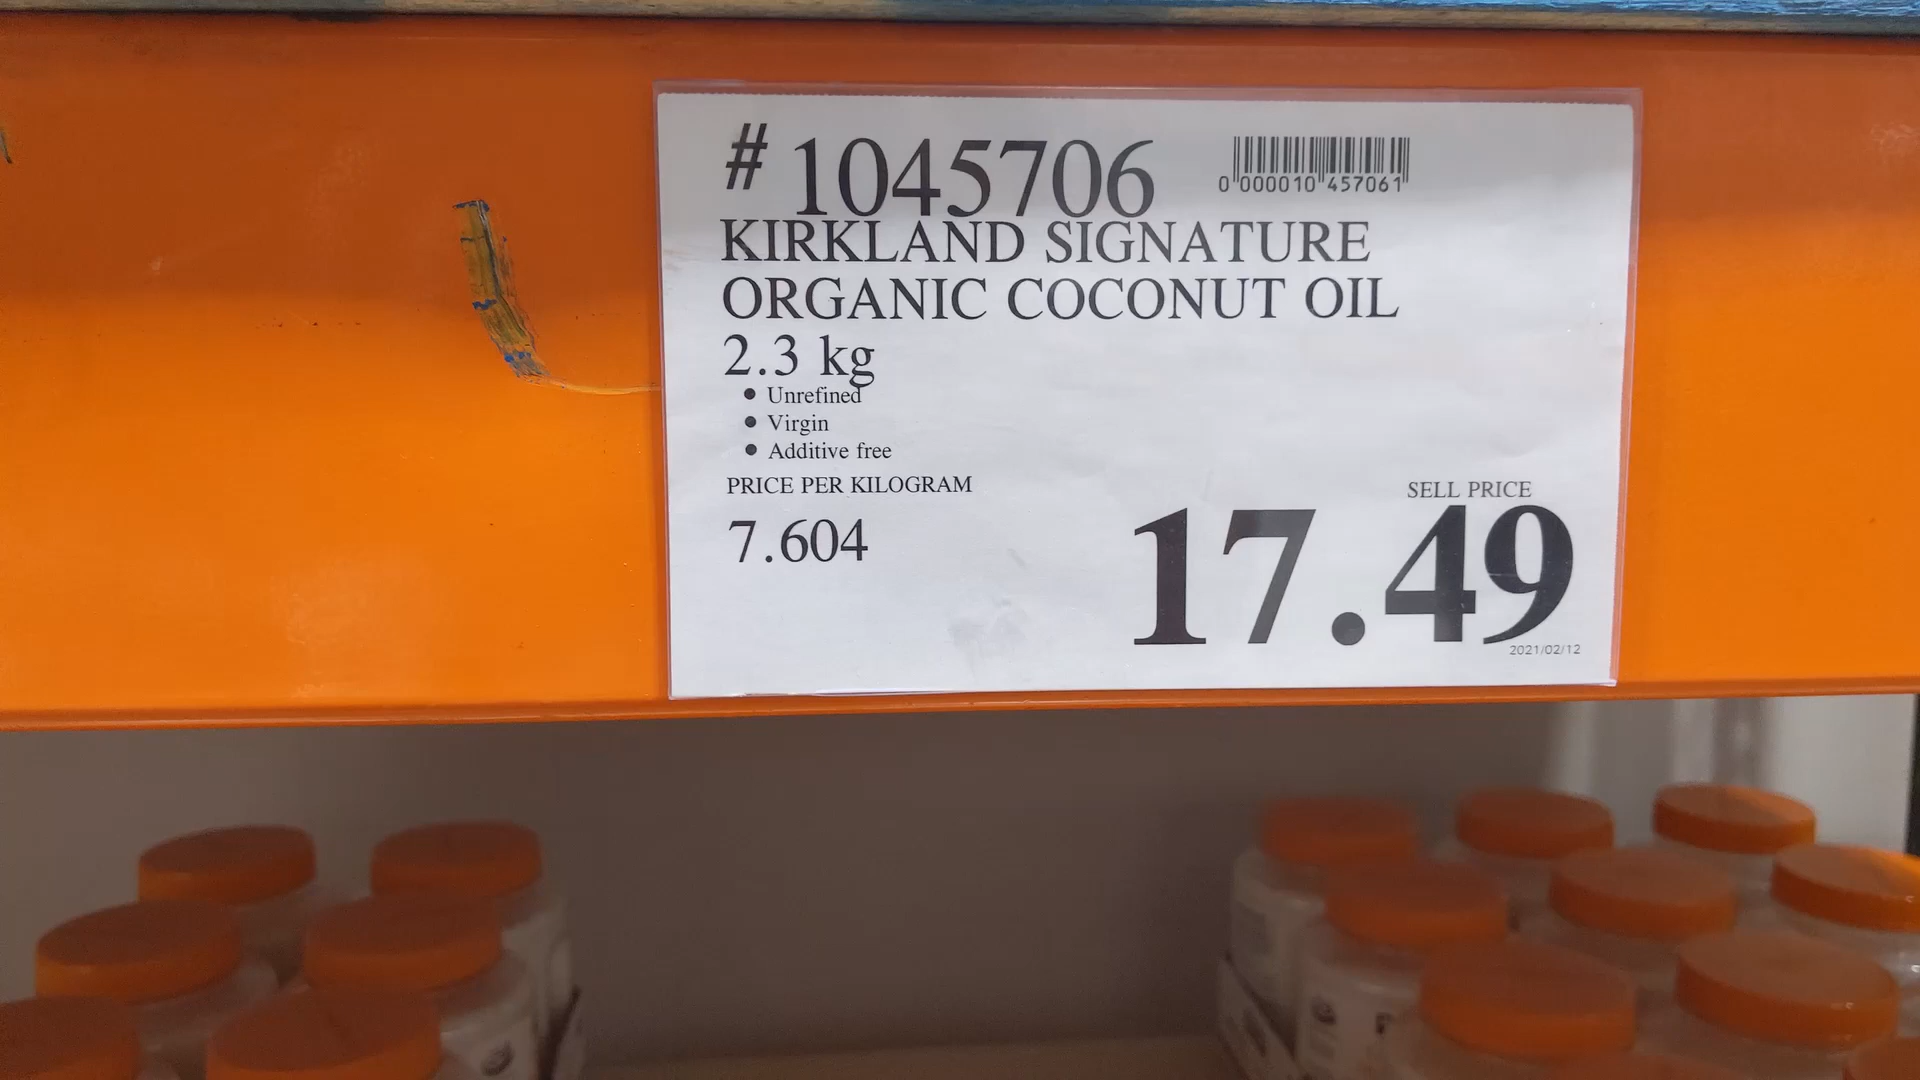 # 1045706
0 000010 457061
KIRKLAND SIGNATURE
ORGANIC COCONUT OIL
2.3 kg
• Unrefined
• Virgin
• Additive free
PRICE PER KILOGRAM
7.604
SELL PRICE
17.49
2021/02/12